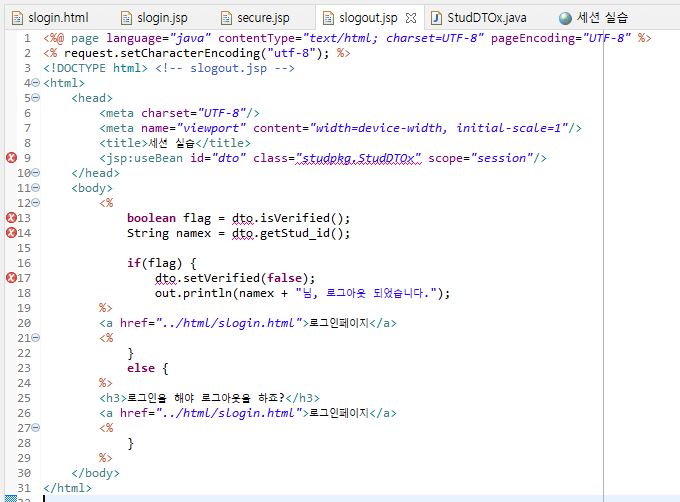 slogin.html slogin.jsp secure.jsp slogout.jsp StudDTOx.java 세션 실습
1 <%@ page language="java" contentType="text/html; charset=UTF-8" pageEncoding="UTF-8" %>
2 <% request.setCharacterEncoding("utf-8"); %>
3 <!DOCTYPE html> <!-- slogout.jsp -->
4 <html>
5 <head>
6 <meta charset="UTF-8"/>
7 <meta name="viewport" content="width=device-width, initial-scale=1"/>
8 <title>세션 실습</title>
9 <jsp:useBean id="dto" class="studpkg.StudDTOx" scope="session"/>
10 </head>
11 <body>
12 <%
13 boolean flag = dto.isVerified();
14 String namex = dto.getStud_id();
15
16 if(flag) {
17 dto.setVerified(false);
18 out.println(namex + "님, 로그아웃 되었습니다.");
19 %>
20 <a href="../html/slogin.html">로그인페이지</a>
21 <%
22 }
23 else {
24 %>
25 <h3>로그인을 해야 로그아웃을 하죠?</h3>
26 <a href="../html/slogin.html">로그인페이지</a>
27 <%
28 }
29 %>
30 </body>
31 </html>
32